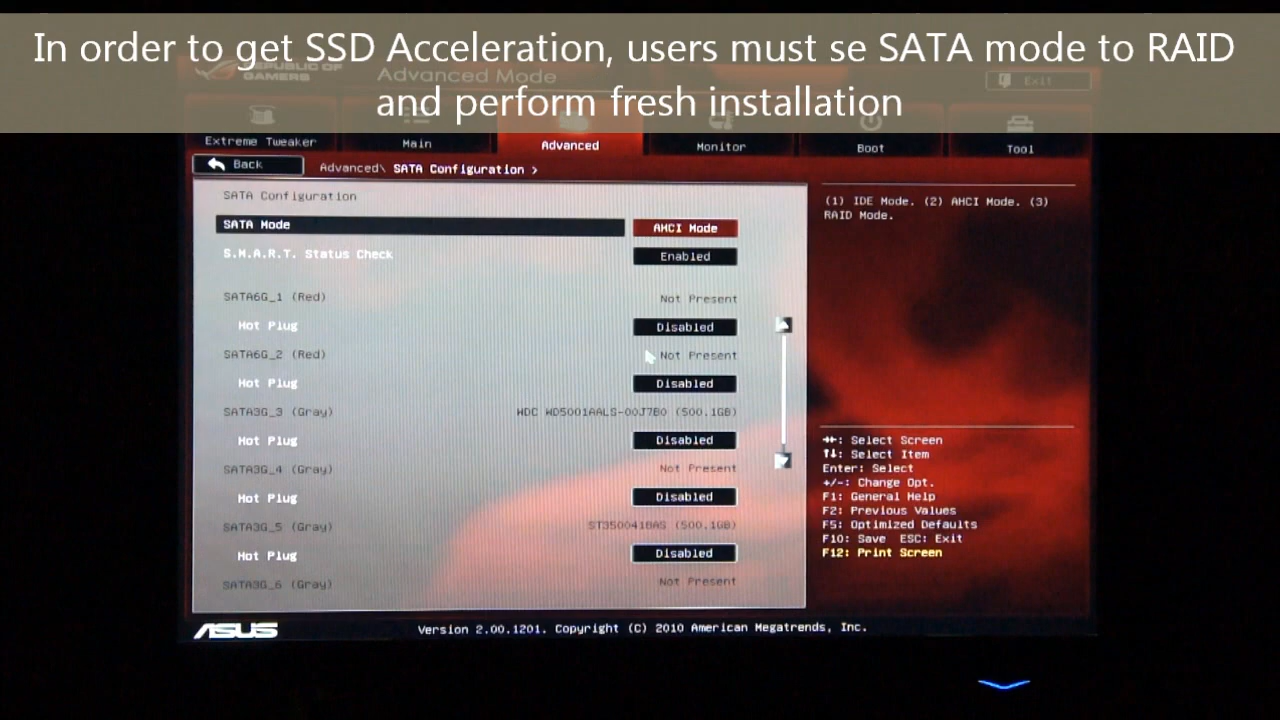 In order to get SSD Acceleration, users must se SATA mode to RAID
and perform fresh installation
REPUBLIC OF
GAMERS
Advanced Mode
Exit
Extreme Tweaker
Main
Advanced
Monitor
Boot
Tool
Back
Advanced\ SATA Configuration >
SATA Configuration
SATA Mode AHCI Mode
S.M.A.R.T. Status Check Enabled
SATA6G_1 (Red) Not Present
Hot Plug Disabled
SATA6G_2 (Red) Not Present
Hot Plug Disabled
SATA3G_3 (Gray) WDC WD5001AALS-00J7B0 (500.1GB)
Hot Plug Disabled
SATA3G_4 (Gray) Not Present
Hot Plug Disabled
SATA3G_5 (Gray) ST3500418AS (500.1GB)
Hot Plug Disabled
SATA3G_6 (Gray) Not Present
(1) IDE Mode. (2) AHCI Mode. (3)
RAID Mode.
→←: Select Screen
↑↓: Select Item
Enter: Select
+/-: Change Opt.
F1: General Help
F2: Previous Values
F5: Optimized Defaults
F10: Save ESC: Exit
F12: Print Screen
ASUS
Version 2.00.1201. Copyright (C) 2010 American Megatrends, Inc.